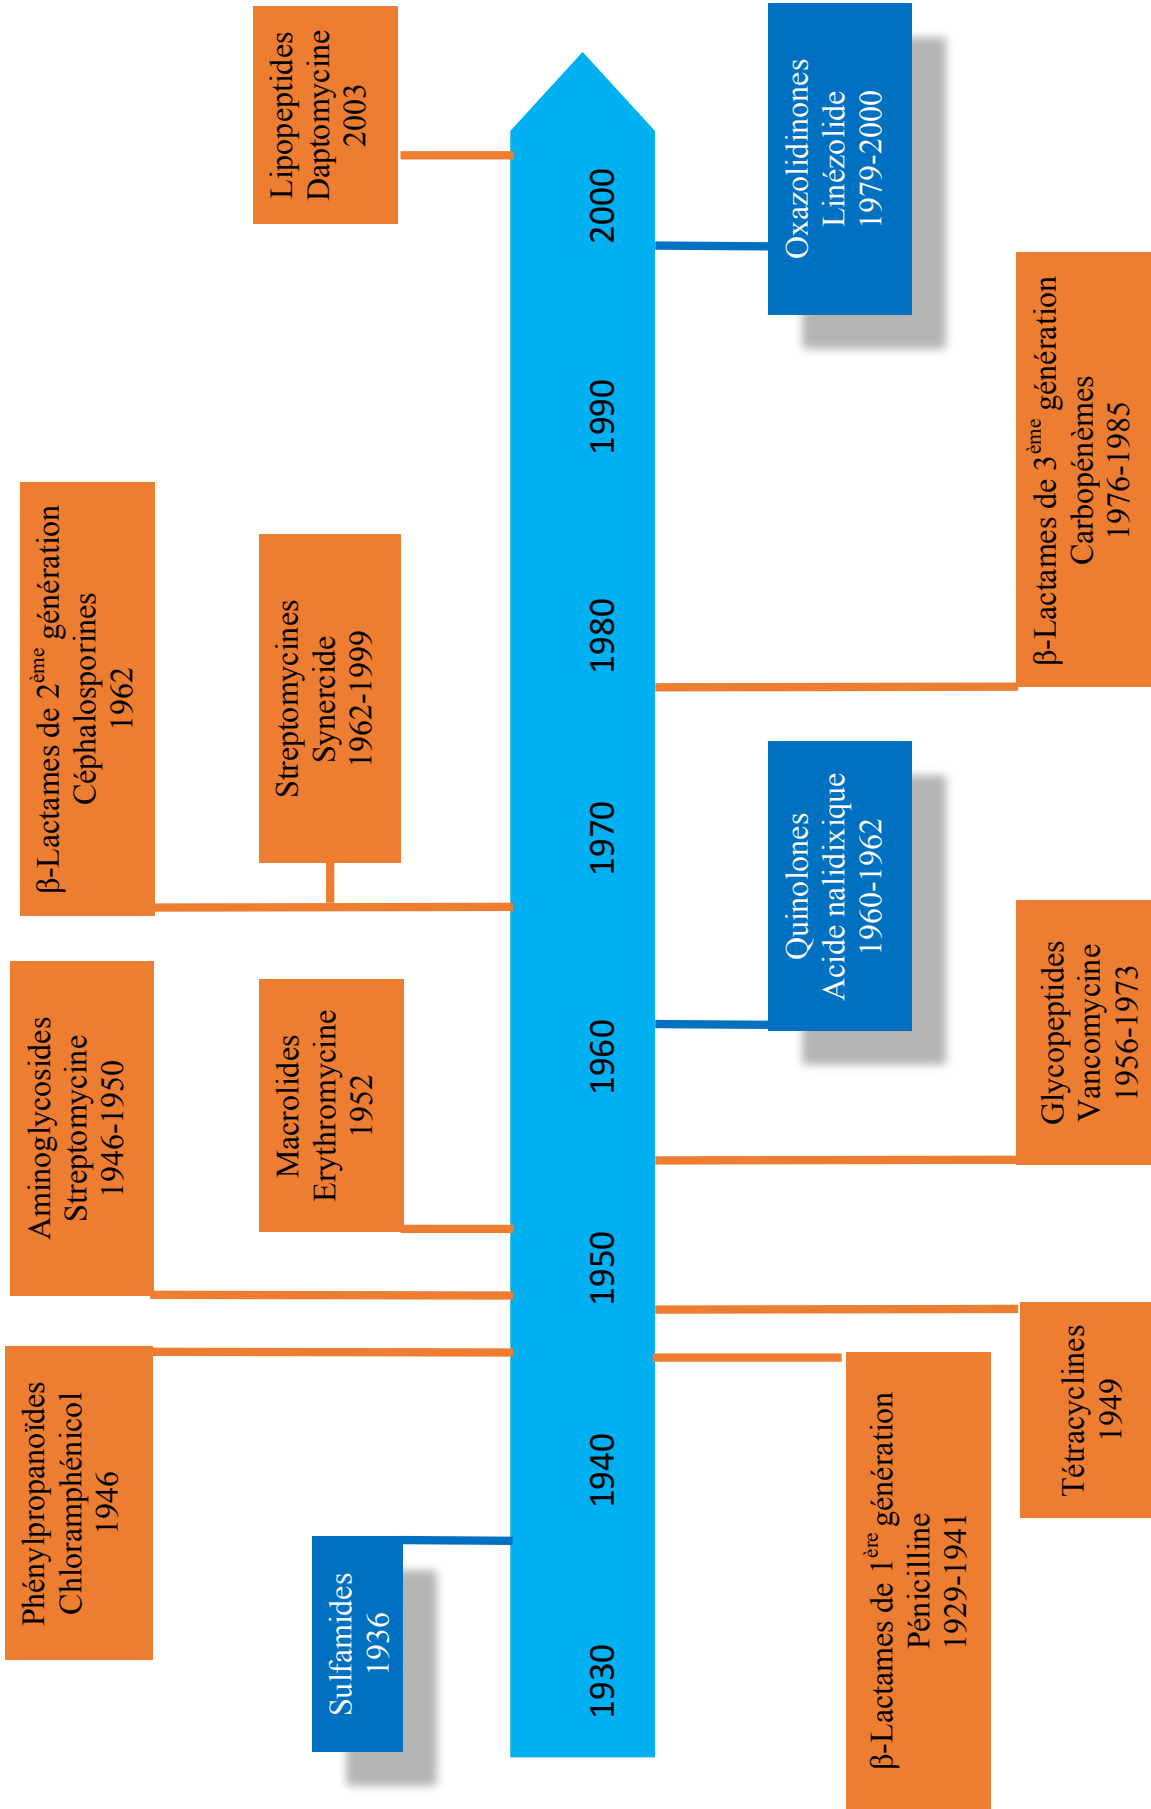 Phénylpropanoïdes
Chloramphénicol
1946
Aminoglycosides
Streptomycine
1946-1950
β-Lactames de 2ème génération
Céphalosporines
1962
Sulfamides
1936
Macrolides
Erythromycine
1952
Streptomycines
Synercide
1962-1999
Lipopeptides
Daptomycine
2003
1930
1940
1950
1960
1970
1980
1990
2000
Quinolones
Acide nalidixique
1960-1962
Oxazolidinones
Linézolide
1979-2000
β-Lactames de 1ère génération
Pénicilline
1929-1941
Tétracyclines
1949
Glycopeptides
Vancomycine
1956-1973
β-Lactames de 3ème génération
Carbopénèmes
1976-1985